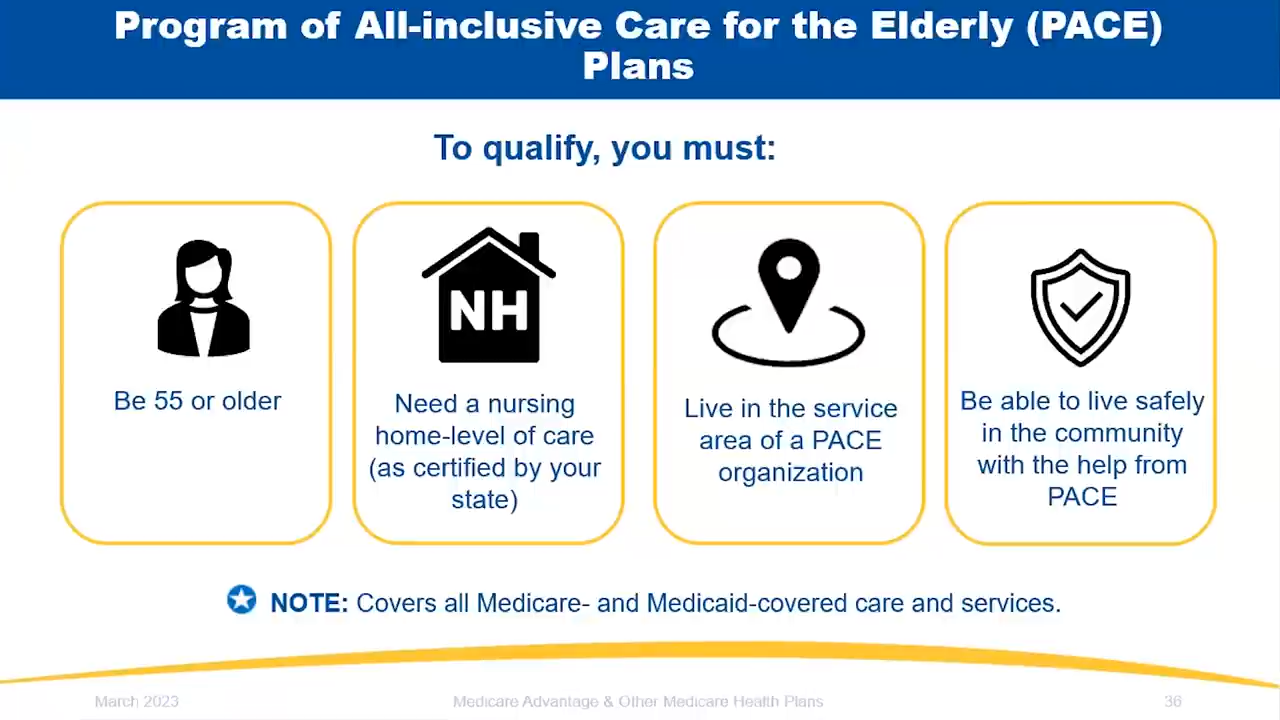 Program of All-inclusive Care for the Elderly (PACE)
Plans
To qualify, you must:
Be 55 or older
NH
Need a nursing
home-level of care
(as certified by your
state)
Live in the service
area of a PACE
organization
Be able to live safely
in the community
with the help from
PACE
NOTE: Covers all Medicare- and Medicaid-covered care and services.
March 2023
Medicare Advantage & Other Medicare Health Plans
36